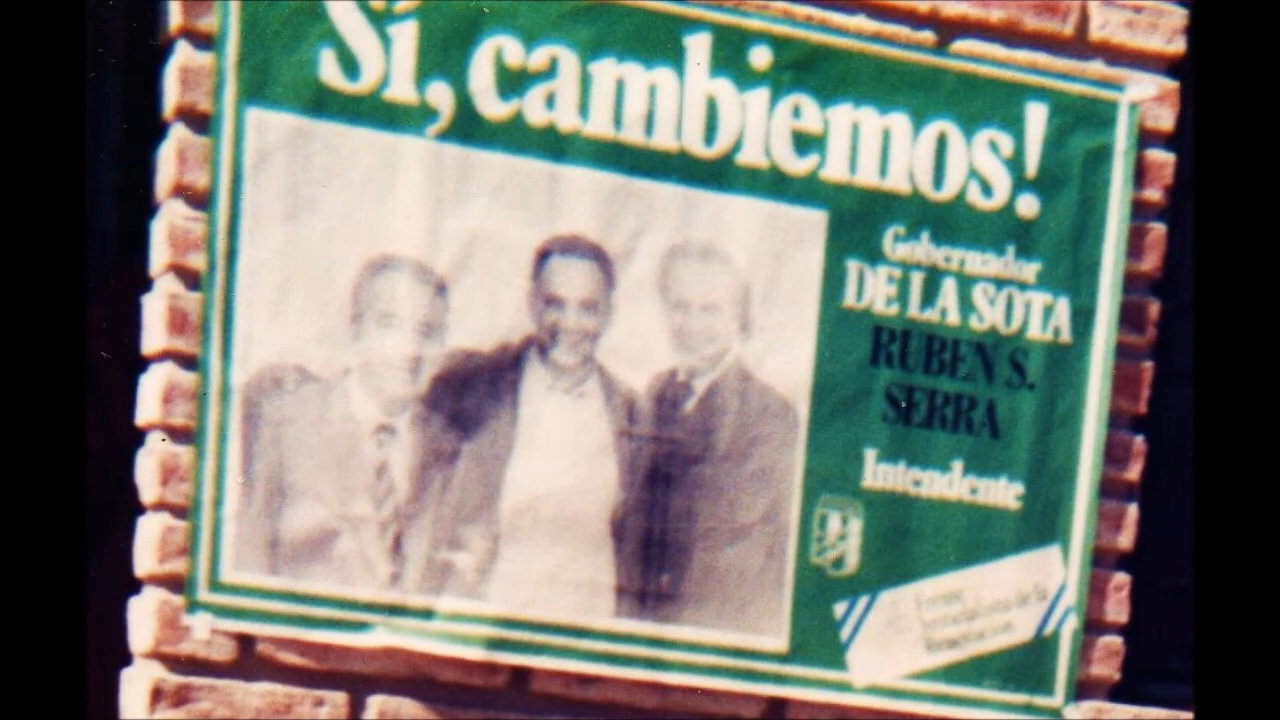 Sí, cambiemos!
Gobernador
DE LA SOTA
RUBEN S.
SERRA
Intendente